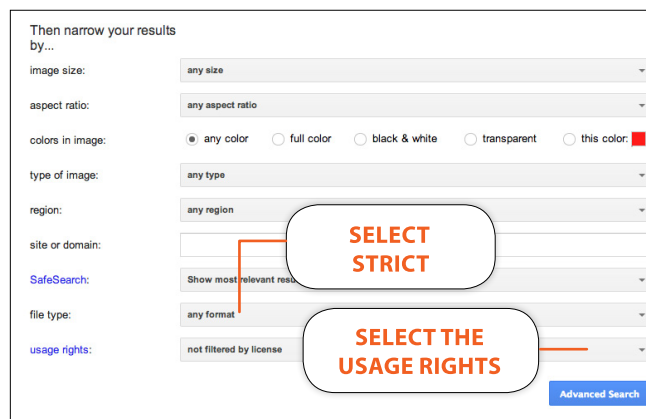 Then narrow your results
by...
image size: any size
aspect ratio: any aspect ratio
colors in image: any color full color black & white transparent this color:
type of image: any type
region: any region
SELECT
STRICT
site or domain:
SafeSearch: Show most relevant
file type: any format
SELECT THE
USAGE RIGHTS
usage rights: not filtered by license
Advanced Search